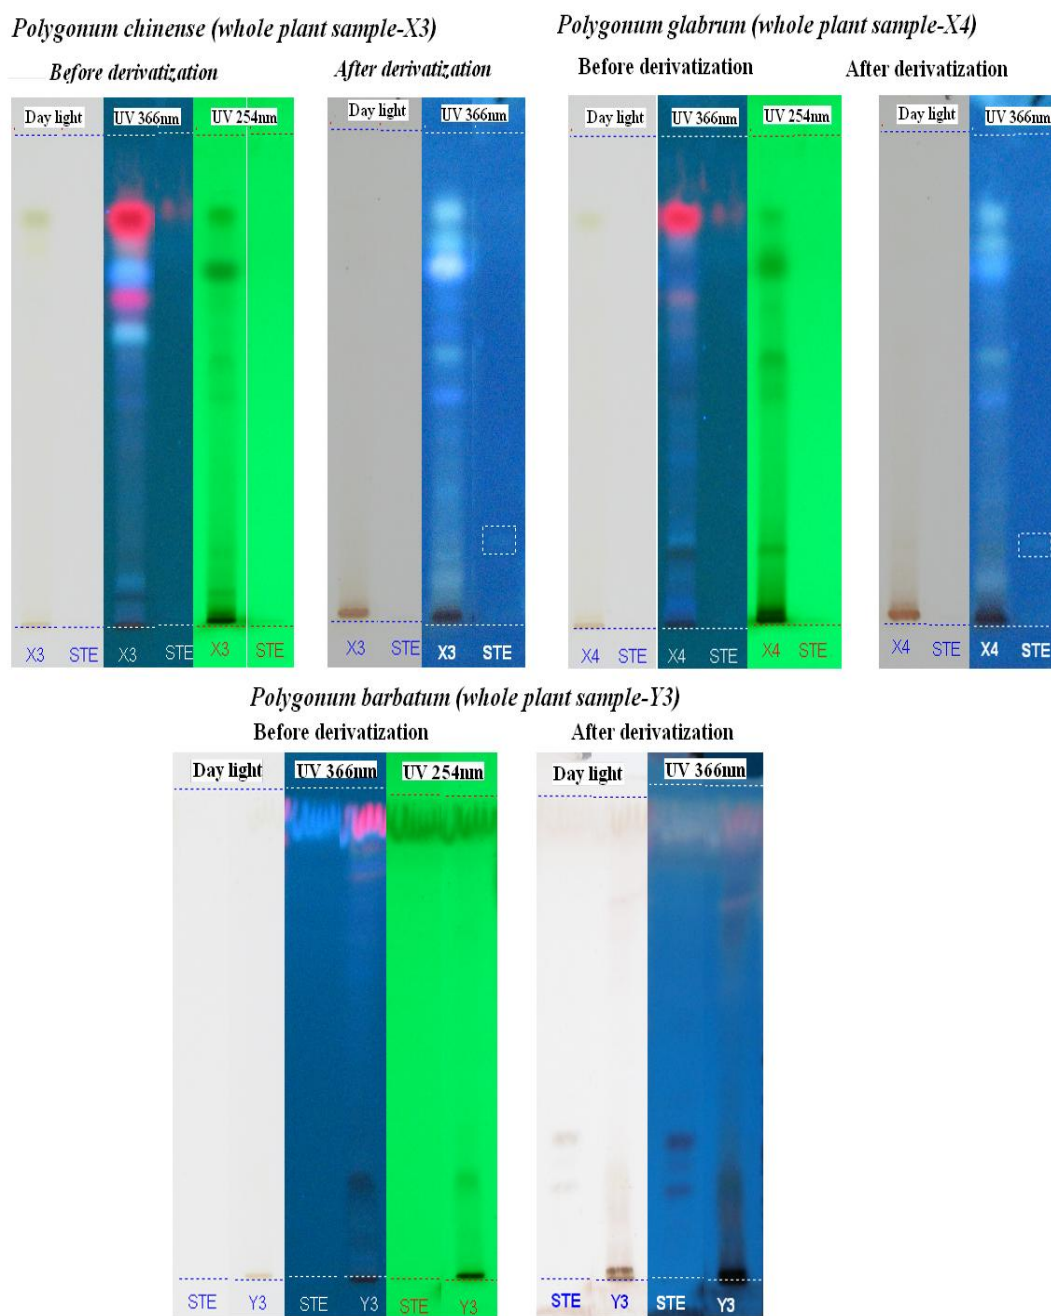 Polygonum chinense (whole plant sample-X3)
Polygonum glabrum (whole plant sample-X4)
Before derivatization
After derivatization
Before derivatization
After derivatization
Day light
UV 366nm
UV 254nm
Day light
UV 366nm
Day light
UV 366nm
UV 254nm
Day light
UV 366nm
X3 STE X3 STE X3 STE
X3 STE X3 STE
X4 STE X4 STE X4 STE
X4 STE X4 STE
Polygonum barbatum (whole plant sample-Y3)
Before derivatization
After derivatization
Day light
UV 366nm
UV 254nm
Day light
UV 366nm
STE Y3 STE Y3 STE Y3
STE Y3 STE Y3